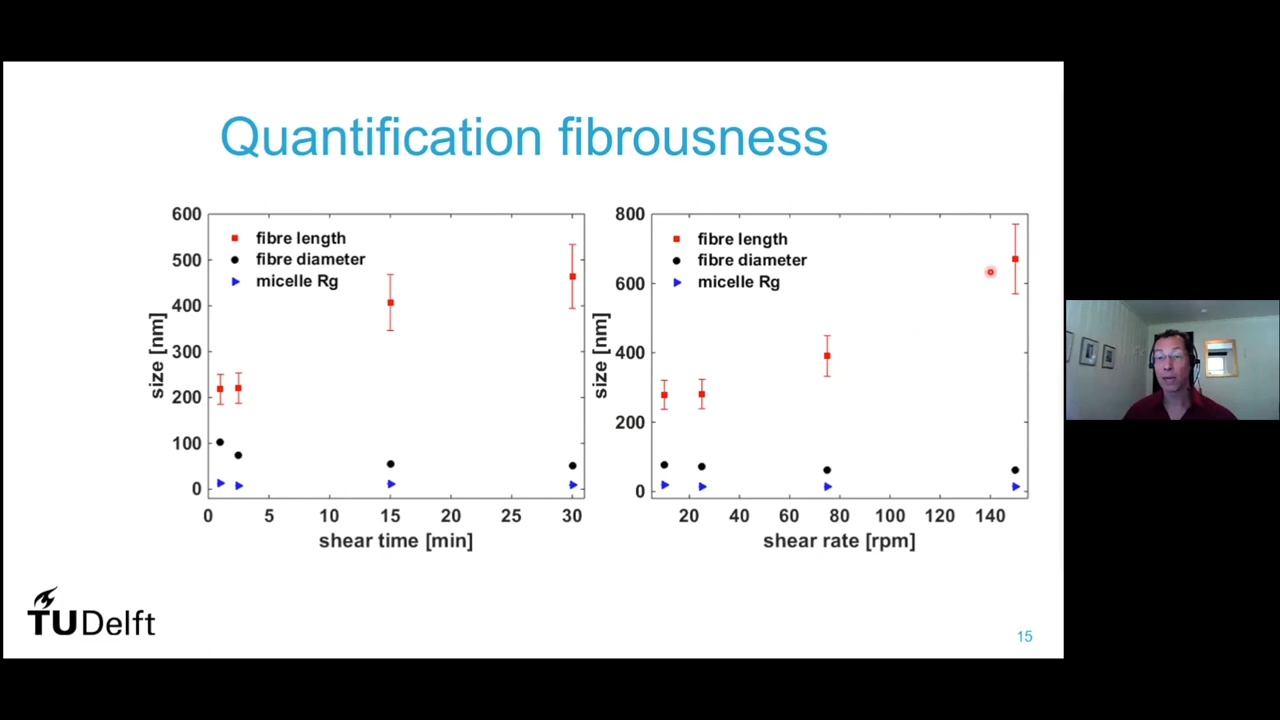 Quantification fibrousness
600
500
400
300
200
100
0
size [nm]
fibre length
fibre diameter
micelle Rg
0 5 10 15 20 25 30
shear time [min]
800
600
400
200
0
size [nm]
fibre length
fibre diameter
micelle Rg
20 40 60 80 100 120 140
shear rate [rpm]
TUDelft
15